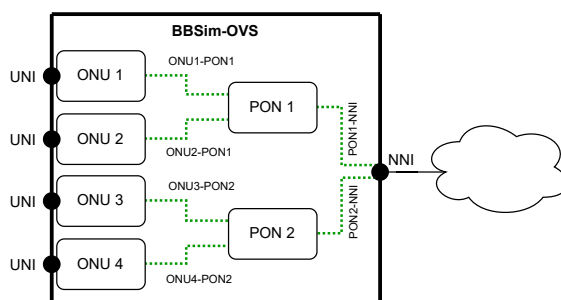 BBSim-OVS
UNI
ONU 1
ONU1-PON1
PON 1
PON1-NNI
UNI
ONU 2
ONU2-PON1
NNI
UNI
ONU 3
ONU3-PON2
PON 2
PON2-NNI
UNI
ONU 4
ONU4-PON2